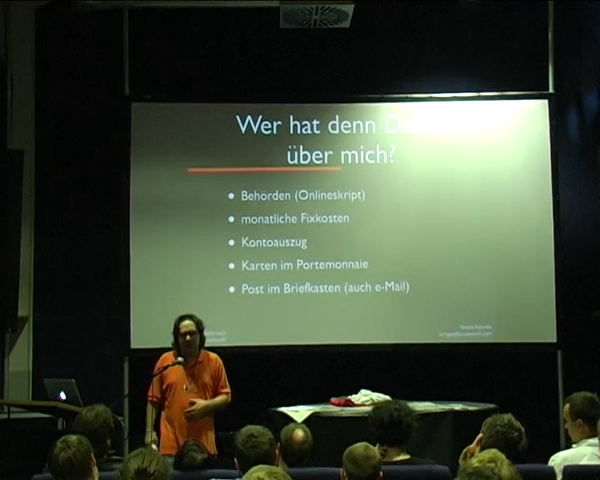 Wer hat denn
über mich?
• Behörden (Onlineskript)
• monatliche Fixkosten
• Kontoauszug
• Karten im Portemonnaie
• Post im Briefkasten (auch e-Mail)